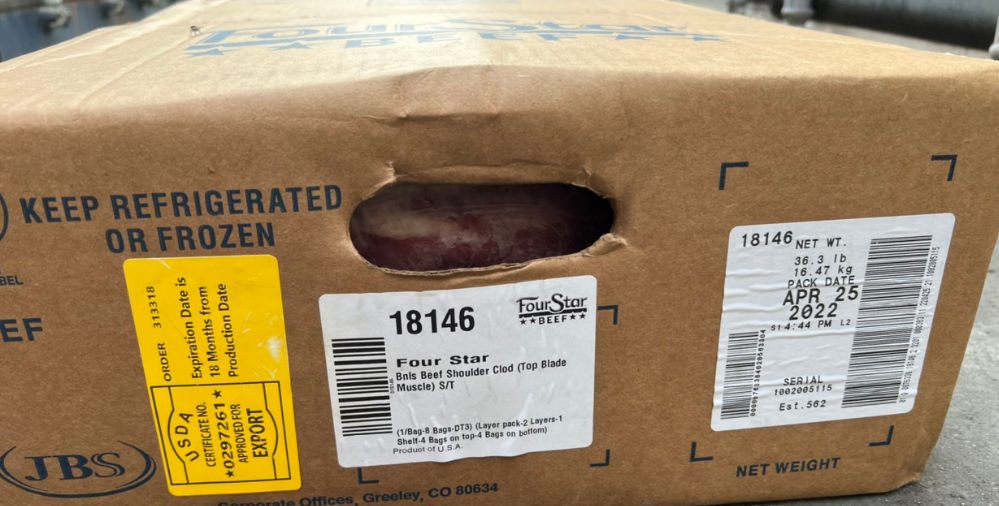 FourStar
★★ BEEF ★★
KEEP REFRIGERATED
OR FROZEN
BEL
EF
ORDER 313318
Expiration Date is
18 Months from
Production Date
USDA
CERTIFICATE NO.
★0297261★
APPROVED FOR
EXPORT
JBS
Corporate Offices, Greeley, CO 80634
18146
FourStar
★★BEEF★★
Four Star
Bnls Beef Shoulder Clod (Top Blade
Muscle) S/T
(1/Bag-8 Bags-DT3) (Layer pack-2 Layers-1
Shelf-4 Bags on top-4 Bags on bottom)
Product of U.S.A.
18146
NET WT.
36.3 lb
16.47 kg
PACK DATE
APR 25
2022
4:44 PM L2
SERIAL
1002005115
Est.562
NET WEIGHT